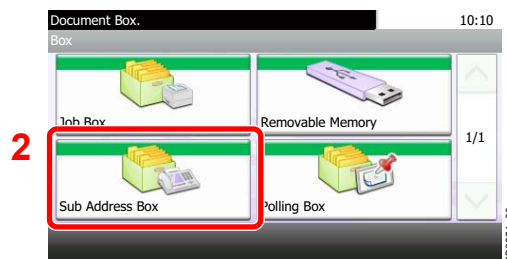 Document Box.
10:10
Box
Job Box
Removable Memory
1/1
2
Sub Address Box
Polling Box